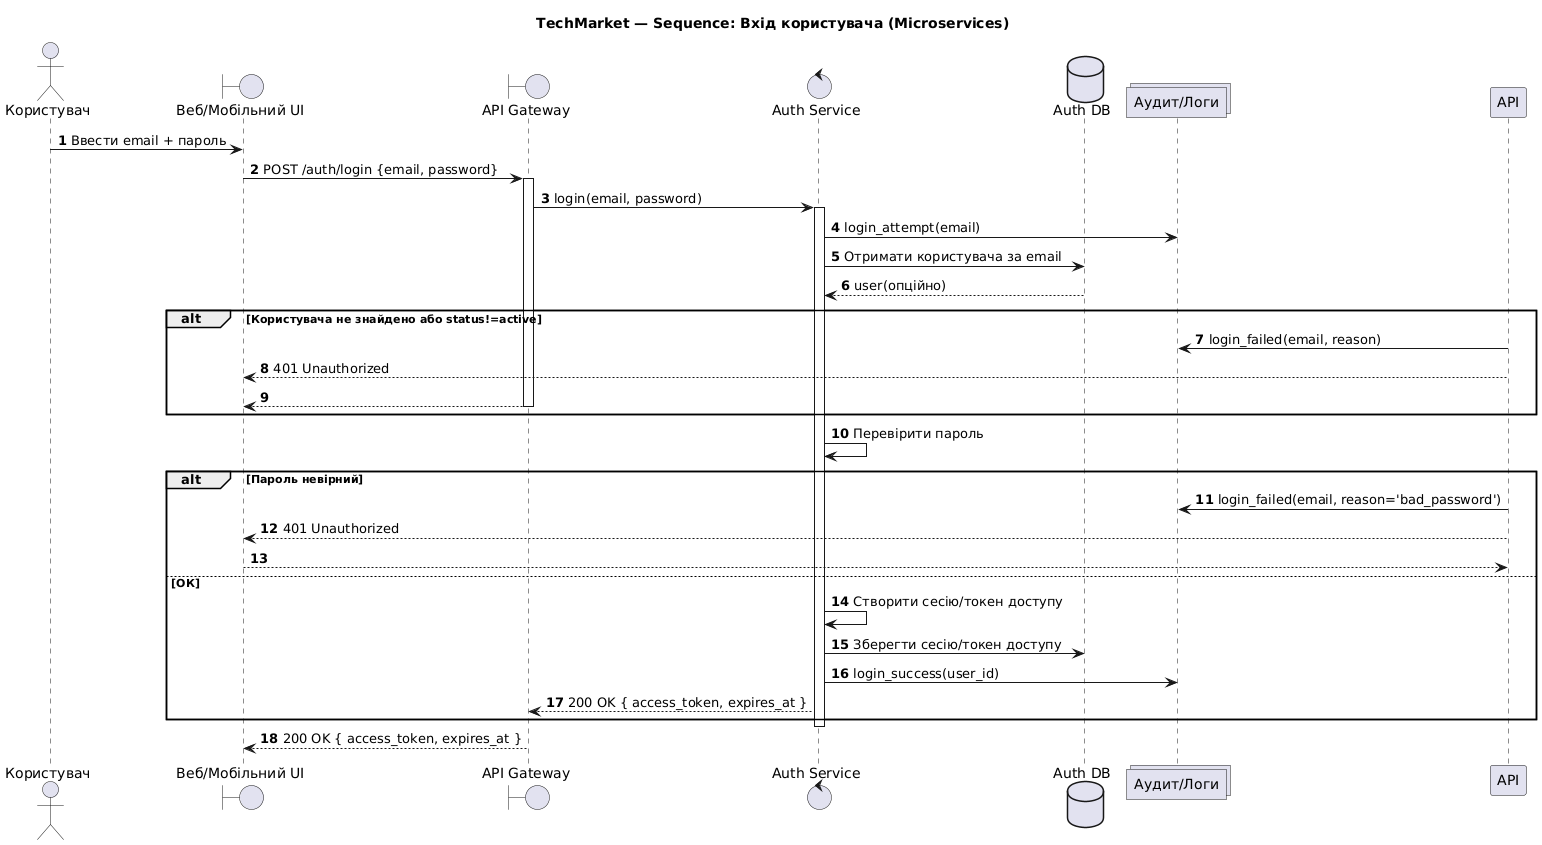 TechMarket — Sequence: Вхід користувача (Microservices)
Користувач
Веб/Мобільний UI
API Gateway
Auth Service
Auth DB
Аудит/Логи
API
1 Ввести email + пароль
2 POST /auth/login {email, password}
3 login(email, password)
4 login_attempt(email)
5 Отримати користувача за email
6 user(опційно)
alt [Користувача не знайдено або status!=active]
7 login_failed(email, reason)
8 401 Unauthorized
9
10 Перевірити пароль
alt [Пароль невірний]
11 login_failed(email, reason='bad_password')
12 401 Unauthorized
13
[OK]
14 Створити сесію/токен доступу
15 Зберегти сесію/токен доступу
16 login_success(user_id)
17 200 OK { access_token, expires_at }
18 200 OK { access_token, expires_at }
Користувач
Веб/Мобільний UI
API Gateway
Auth Service
Auth DB
Аудит/Логи
API